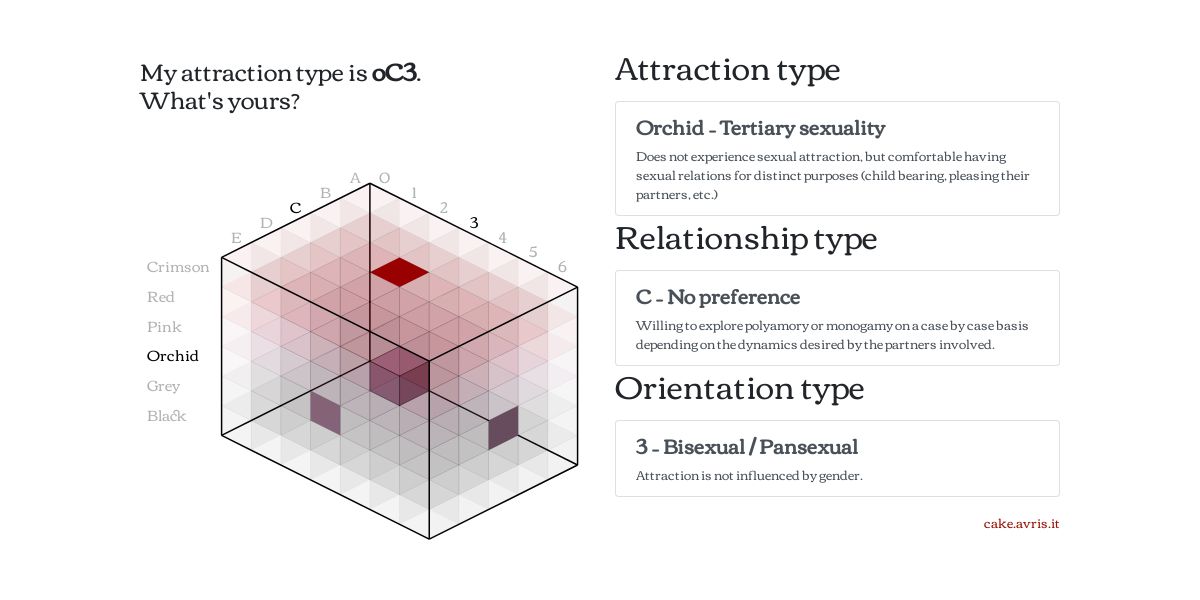 My attraction type is oC3.
What's yours?
A
B
C
D
E
O
1
2
3
4
5
6
Crimson
Red
Pink
Orchid
Grey
Black
Attraction type
Orchid - Tertiary sexuality
Does not experience sexual attraction, but comfortable having
sexual relations for distinct purposes (child bearing, pleasing their
partners, etc.)
Relationship type
C - No preference
Willing to explore polyamory or monogamy on a case by case basis
depending on the dynamics desired by the partners involved.
Orientation type
3 - Bisexual / Pansexual
Attraction is not influenced by gender.
cake.avris.it